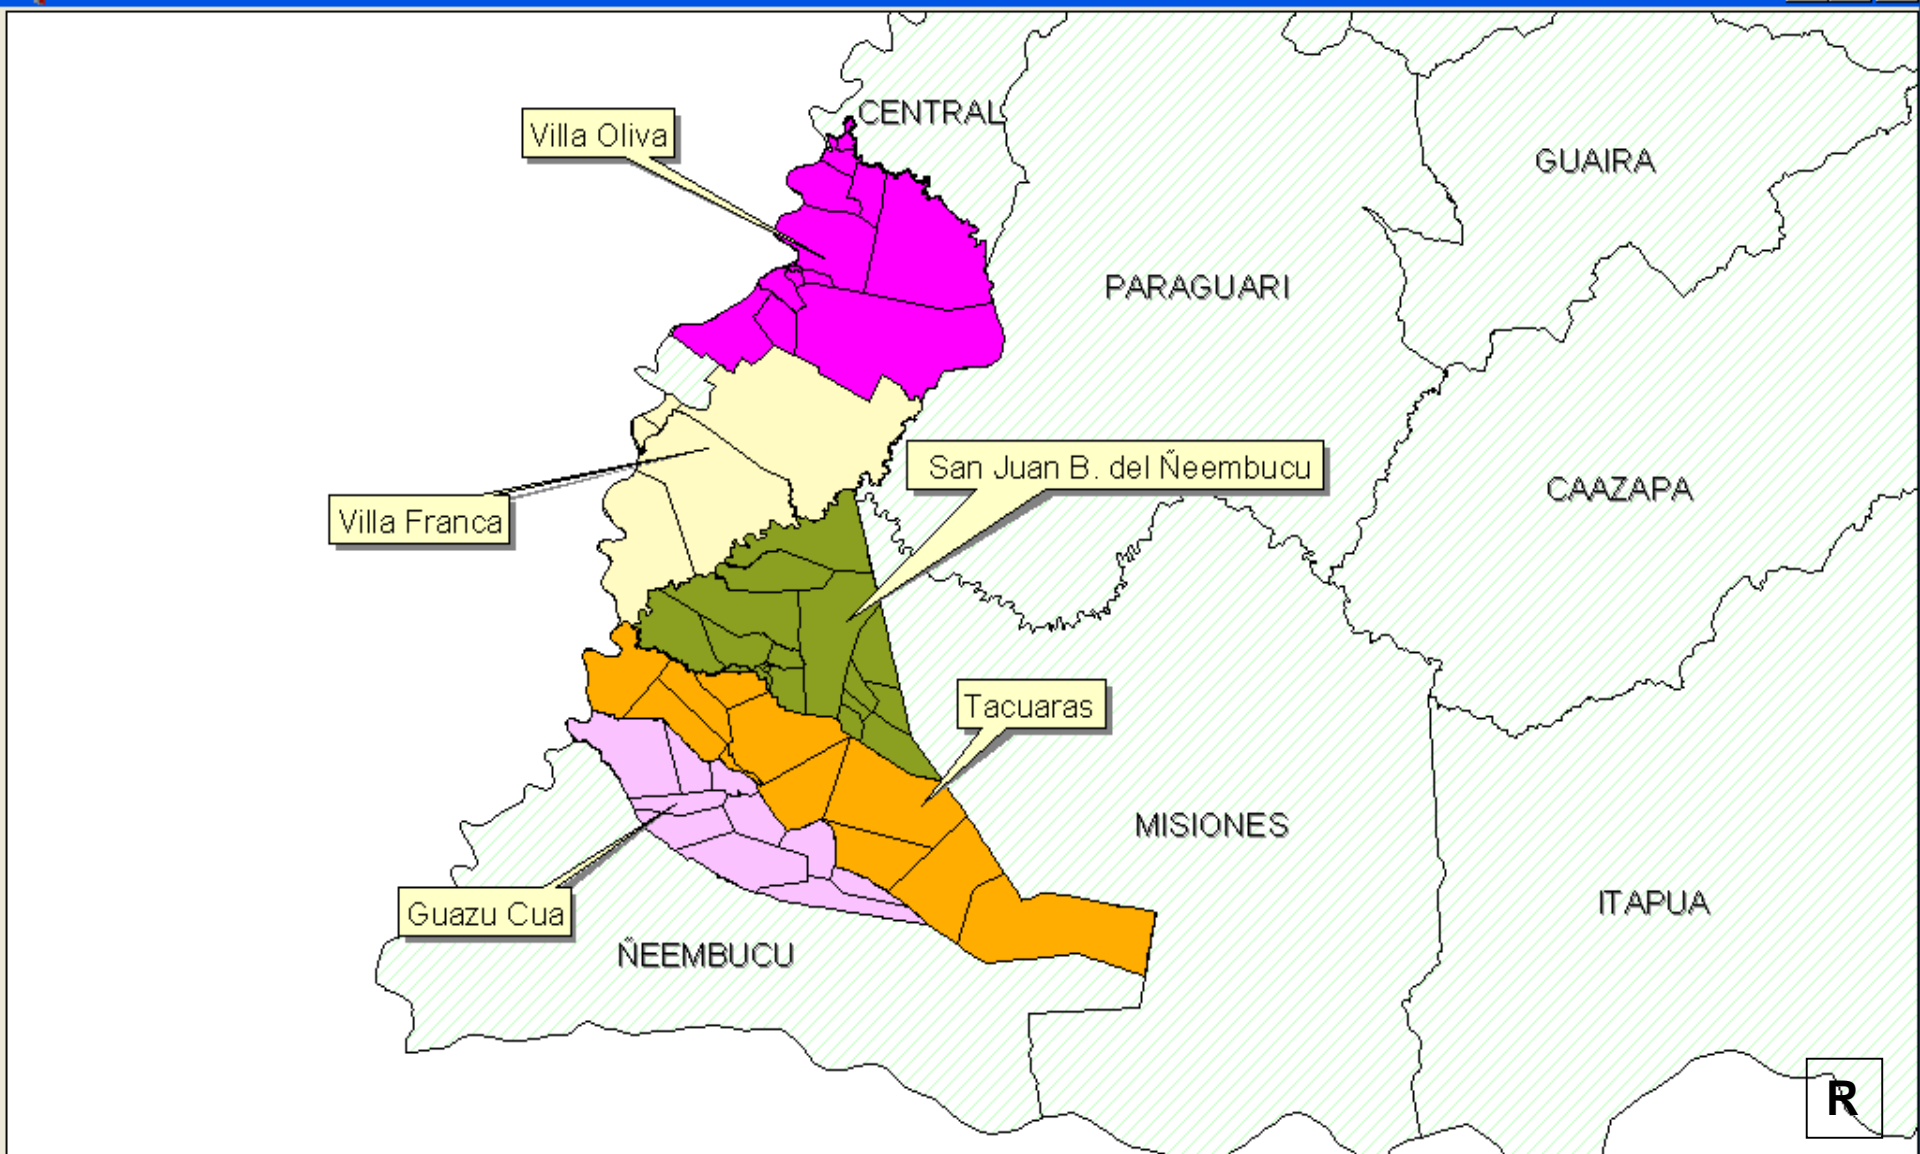 CENTRAL
Villa Oliva
GUAIRA
PARAGUARI
San Juan B. del Ñeembucu
CAAZAPA
Villa Franca
Tacuaras
MISIONES
ITAPUA
Guazu Cua
ÑEEMBUCU
R